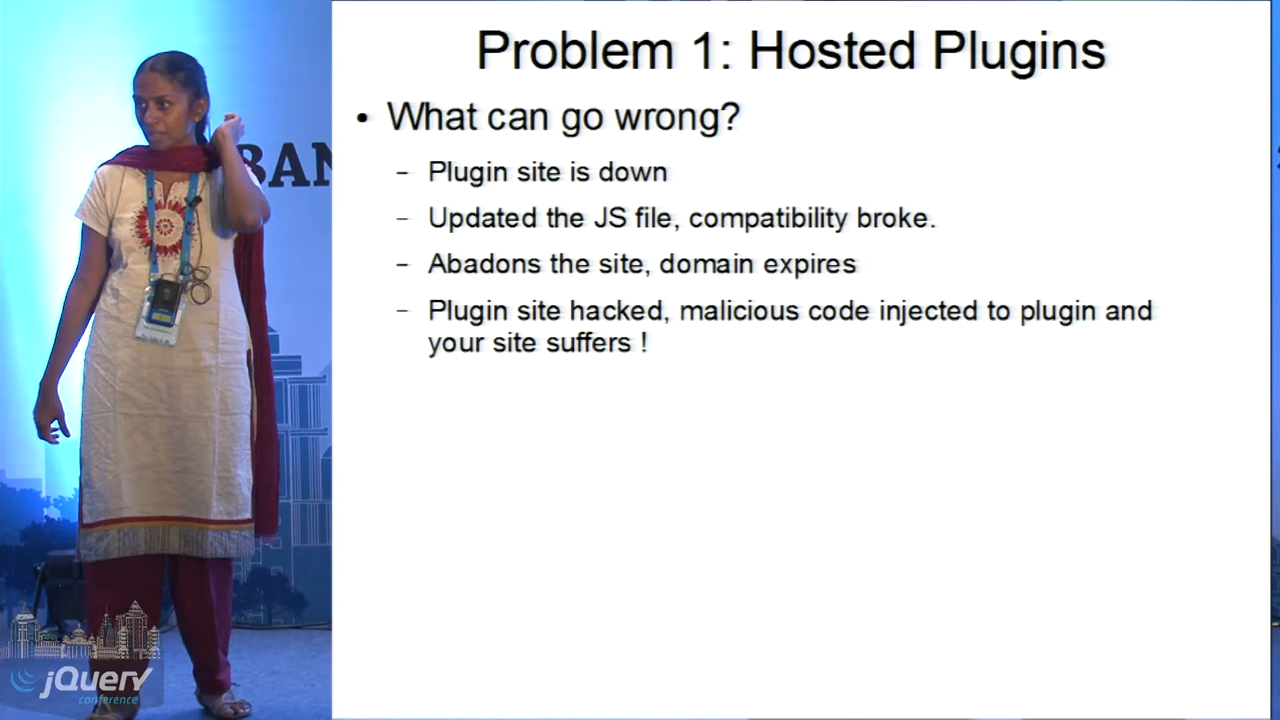 Problem 1: Hosted Plugins
• What can go wrong?
– Plugin site is down
– Updated the JS file, compatibility broke.
– Abadons the site, domain expires
– Plugin site hacked, malicious code injected to plugin and
your site suffers !
BAN
jQuery
conference